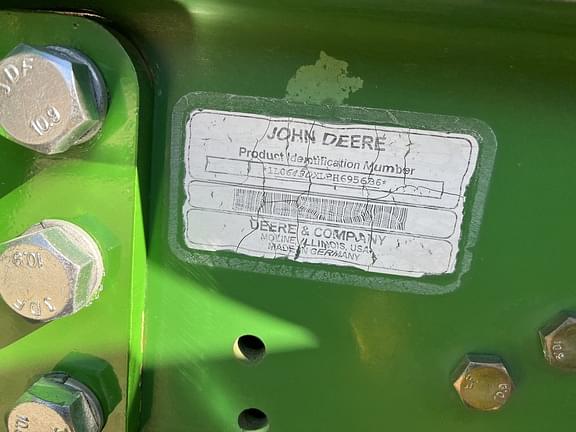 J.D.F.
10.9
JOHN DEERE
Product Identification Number
DEERE & COMPANY
MOLINE, ILLINOIS, USA
MADE IN GERMANY
10.9
J.D.F.
10.9